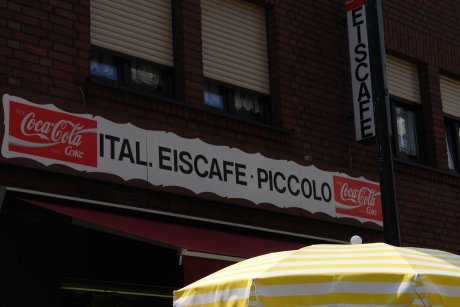 EISCAFE
Coca-Cola
Coke
ITAL. EISCAFE · PICCOLO
Coca-Cola
Coke